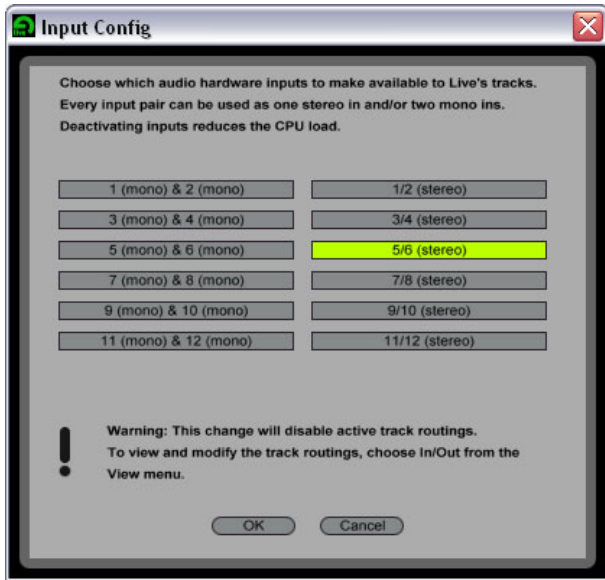 Input Config
Choose which audio hardware inputs to make available to Live's tracks.
Every input pair can be used as one stereo in and/or two mono ins.
Deactivating inputs reduces the CPU load.
1 (mono) & 2 (mono) 1/2 (stereo)
3 (mono) & 4 (mono) 3/4 (stereo)
5 (mono) & 6 (mono) 5/6 (stereo)
7 (mono) & 8 (mono) 7/8 (stereo)
9 (mono) & 10 (mono) 9/10 (stereo)
11 (mono) & 12 (mono) 11/12 (stereo)
Warning: This change will disable active track routings.
To view and modify the track routings, choose In/Out from the
View menu.
OK Cancel